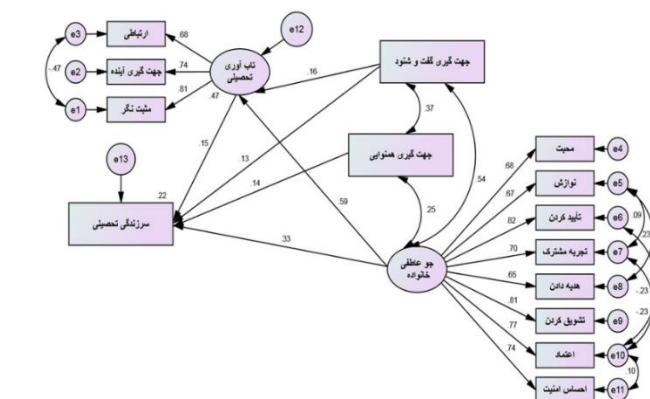 e12
e3
ارتباطی
.68
تاب آوری
تحصیلی
جهت گیری گفت و شنود
-.47
e2
جهت گیری آینده
.74
.16
e1
مثبت نگر
.81
.47
.37
جهت گیری همنوایی
.15
.13
.14
.54
e13
.22
سرزندگی تحصیلی
.59
.25
.33
جو عاطفی
خانواده
.68
محبت
e4
.67
نوازش
e5
.82
تأیید کردن
e6
.09
.23
.70
تجربه مشترک
e7
.65
هدیه دادن
e8
-.23
.81
تشویق کردن
e9
-.23
.77
اعتماد
e10
.74
احساس امنیت
e11
.10